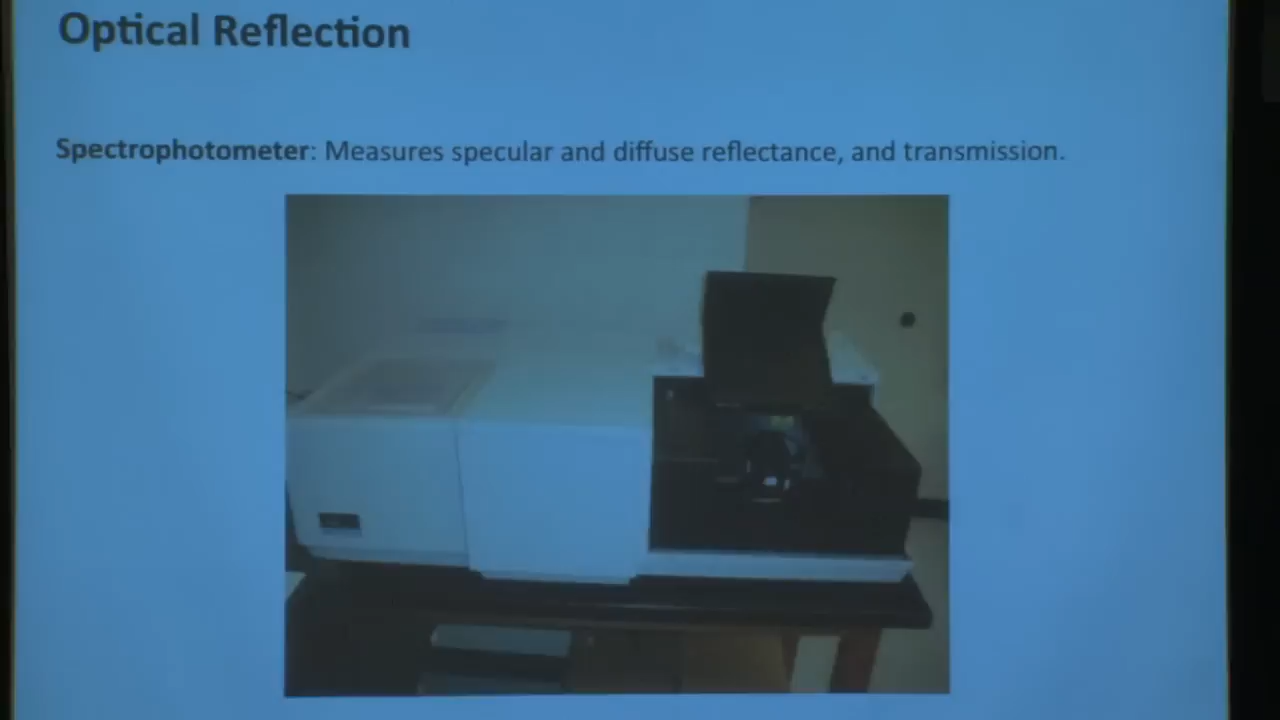 Optical Reflection
Spectrophotometer: Measures specular and diffuse reflectance, and transmission.